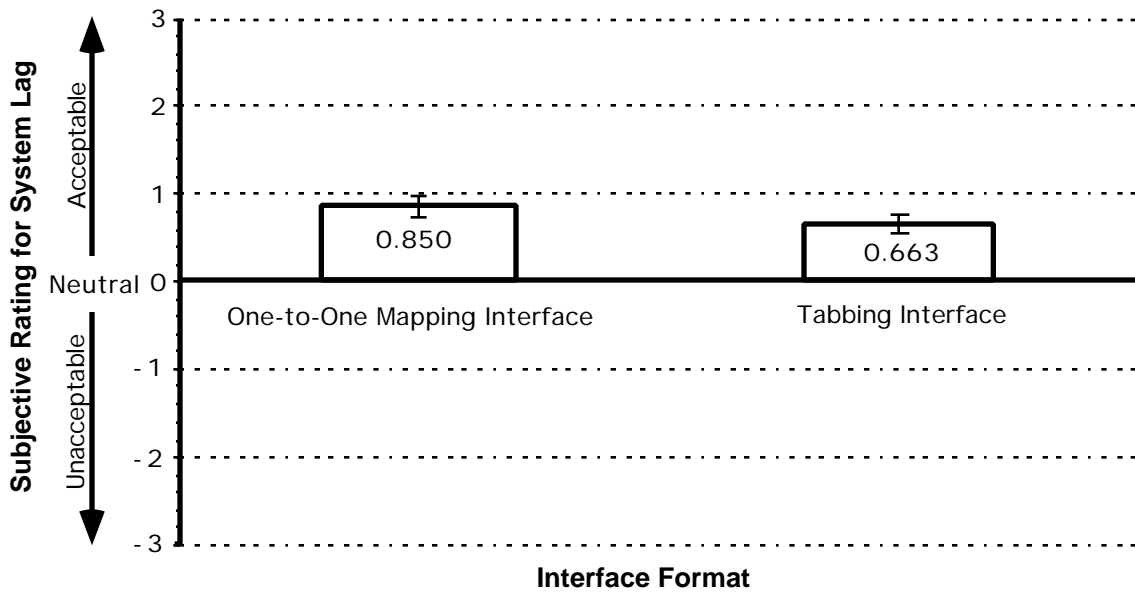 Subjective Rating for System Lag
Acceptable
Unacceptable
3
2
1
Neutral 0
-1
-2
-3
0.850
0.663
One-to-One Mapping Interface
Tabbing Interface
Interface Format